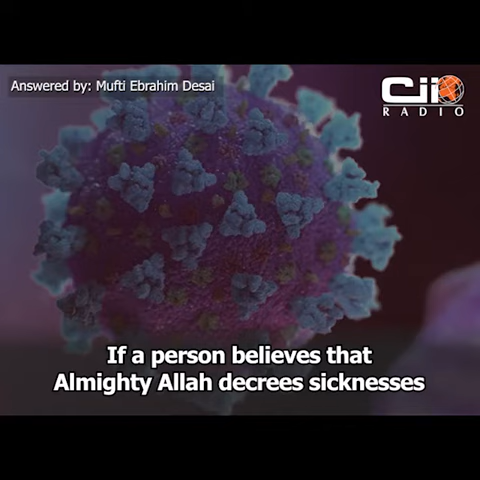 Answered by: Mufti Ebrahim Desai
cii
RADIO
If a person believes that
Almighty Allah decrees sicknesses